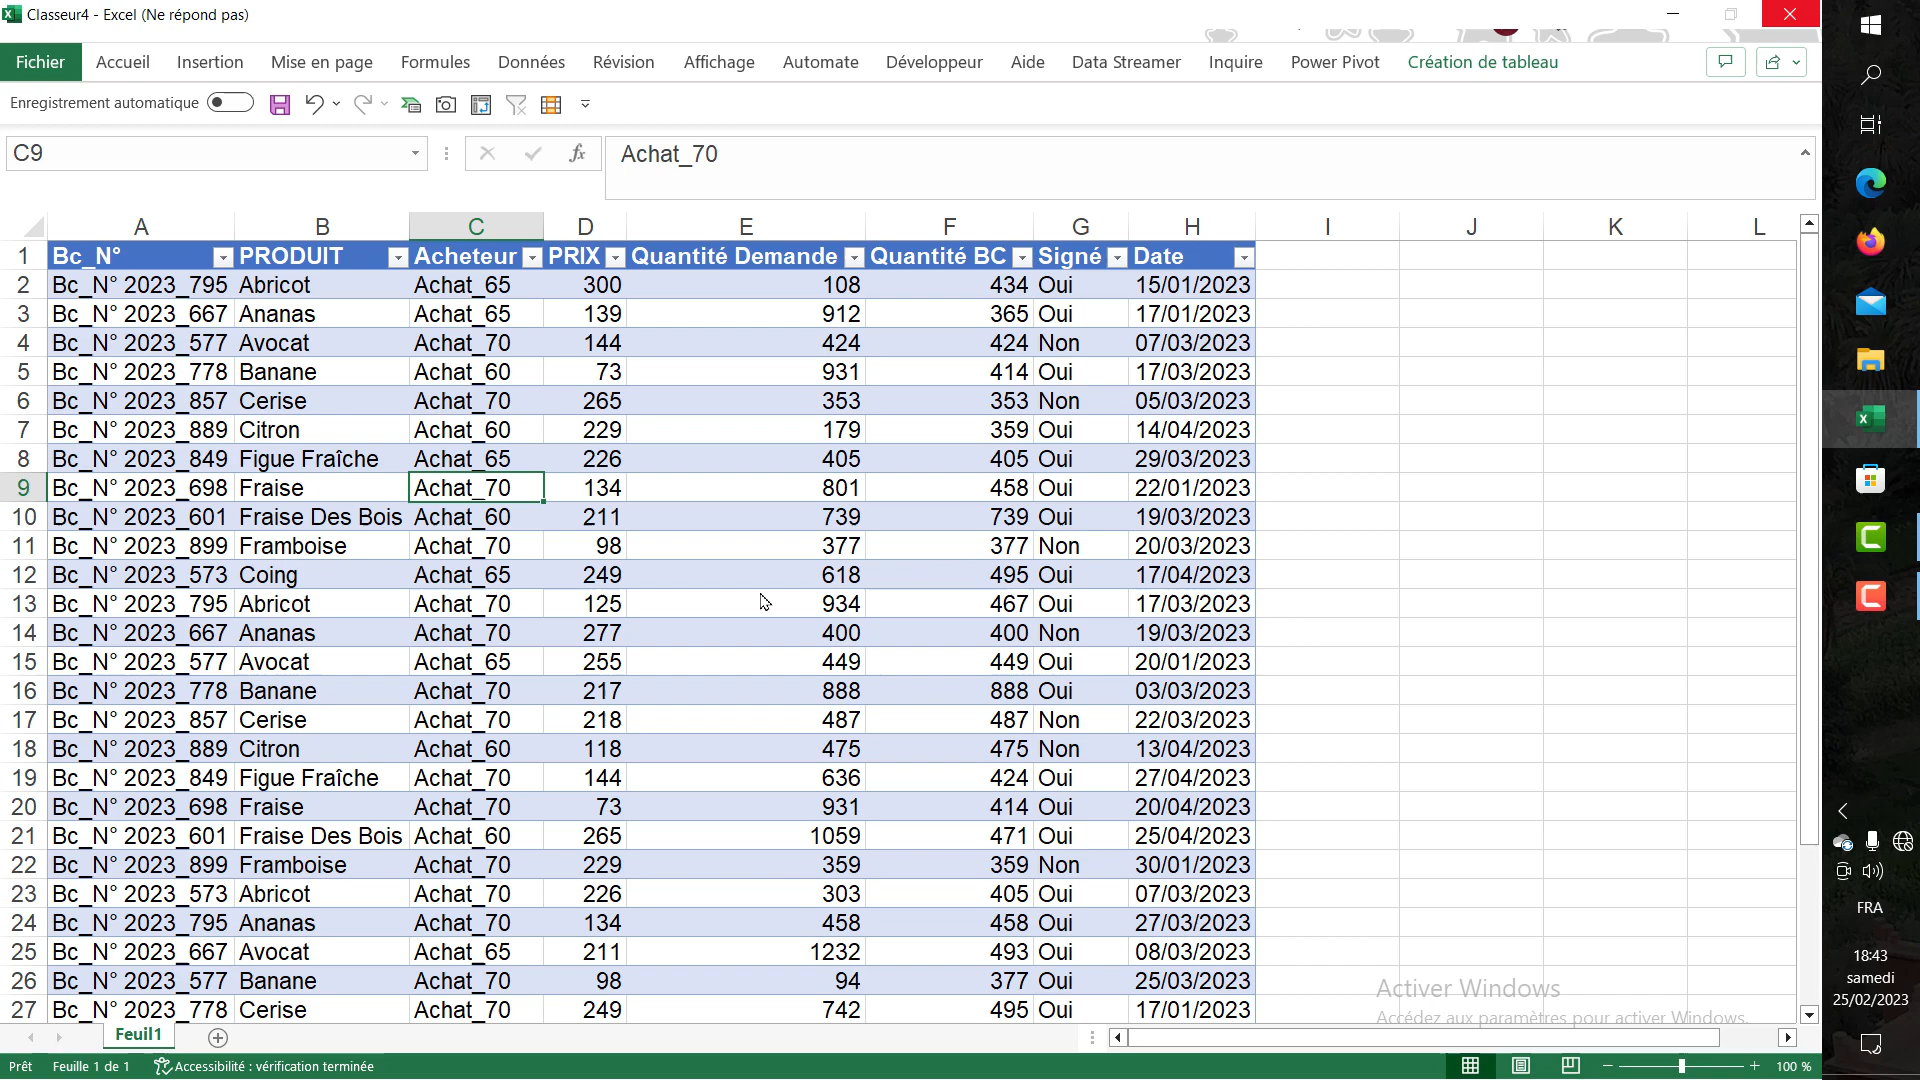 Classeur4 - Excel (Ne répond pas)
Fichier Accueil Insertion Mise en page Formules Données Révision Affichage Automate Développeur Aide Data Streamer Inquire Power Pivot Création de tableau
Enregistrement automatique
C9 fx Achat_70
A B C D E F G H I J K L
1 Bc_N° PRODUIT Acheteur PRIX Quantité Demande Quantité BC Signé Date
2 Bc_N° 2023_795 Abricot Achat_65 300 108 434 Oui 15/01/2023
3 Bc_N° 2023_667 Ananas Achat_65 139 912 365 Oui 17/01/2023
4 Bc_N° 2023_577 Avocat Achat_70 144 424 424 Non 07/03/2023
5 Bc_N° 2023_778 Banane Achat_60 73 931 414 Oui 17/03/2023
6 Bc_N° 2023_857 Cerise Achat_70 265 353 353 Non 05/03/2023
7 Bc_N° 2023_889 Citron Achat_60 229 179 359 Oui 14/04/2023
8 Bc_N° 2023_849 Figue Fraîche Achat_65 226 405 405 Oui 29/03/2023
9 Bc_N° 2023_698 Fraise Achat_70 134 801 458 Oui 22/01/2023
10 Bc_N° 2023_601 Fraise Des Bois Achat_60 211 739 739 Oui 19/03/2023
11 Bc_N° 2023_899 Framboise Achat_70 98 377 377 Non 20/03/2023
12 Bc_N° 2023_573 Coing Achat_65 249 618 495 Oui 17/04/2023
13 Bc_N° 2023_795 Abricot Achat_70 125 934 467 Oui 17/03/2023
14 Bc_N° 2023_667 Ananas Achat_70 277 400 400 Non 19/03/2023
15 Bc_N° 2023_577 Avocat Achat_65 255 449 449 Oui 20/01/2023
16 Bc_N° 2023_778 Banane Achat_70 217 888 888 Oui 03/03/2023
17 Bc_N° 2023_857 Cerise Achat_70 218 487 487 Non 22/03/2023
18 Bc_N° 2023_889 Citron Achat_60 118 475 475 Non 13/04/2023
19 Bc_N° 2023_849 Figue Fraîche Achat_70 144 636 424 Oui 27/04/2023
20 Bc_N° 2023_698 Fraise Achat_70 73 931 414 Oui 20/04/2023
21 Bc_N° 2023_601 Fraise Des Bois Achat_60 265 1059 471 Oui 25/04/2023
22 Bc_N° 2023_899 Framboise Achat_70 229 359 359 Non 30/01/2023
23 Bc_N° 2023_573 Abricot Achat_70 226 303 405 Oui 07/03/2023
24 Bc_N° 2023_795 Ananas Achat_70 134 458 458 Oui 27/03/2023
25 Bc_N° 2023_667 Avocat Achat_65 211 1232 493 Oui 08/03/2023
26 Bc_N° 2023_577 Banane Achat_70 98 94 377 Oui 25/03/2023
27 Bc_N° 2023_778 Cerise Achat_70 249 742 495 Oui 17/01/2023
Activer Windows
Accédez aux paramètres pour activer Windows.
Feuil1
Prêt Feuille 1 de 1 Accessibilité : vérification terminée 100 %
FRA
18:43
samedi
25/02/2023